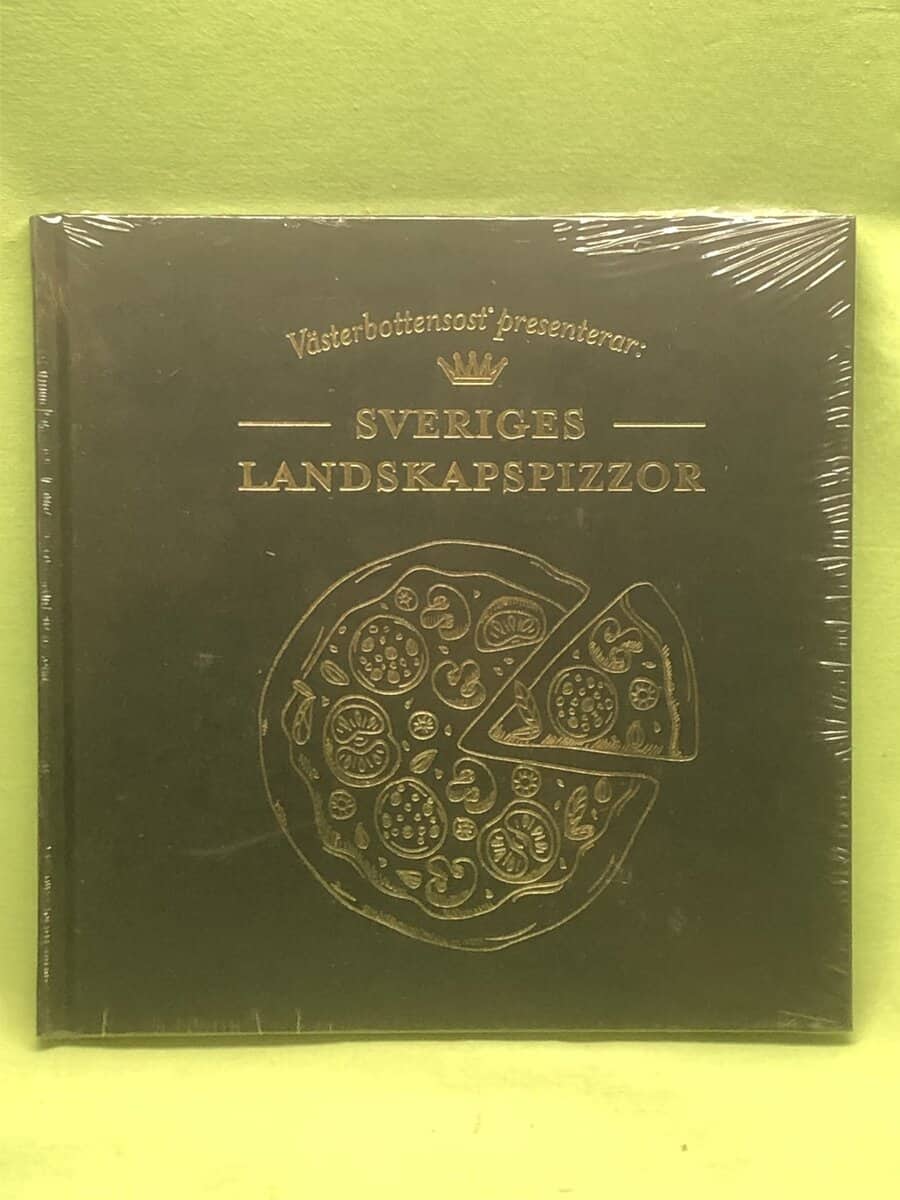 Västerbottensost® presenterar:
SVERIGES
LANDSKAPSPIZZOR